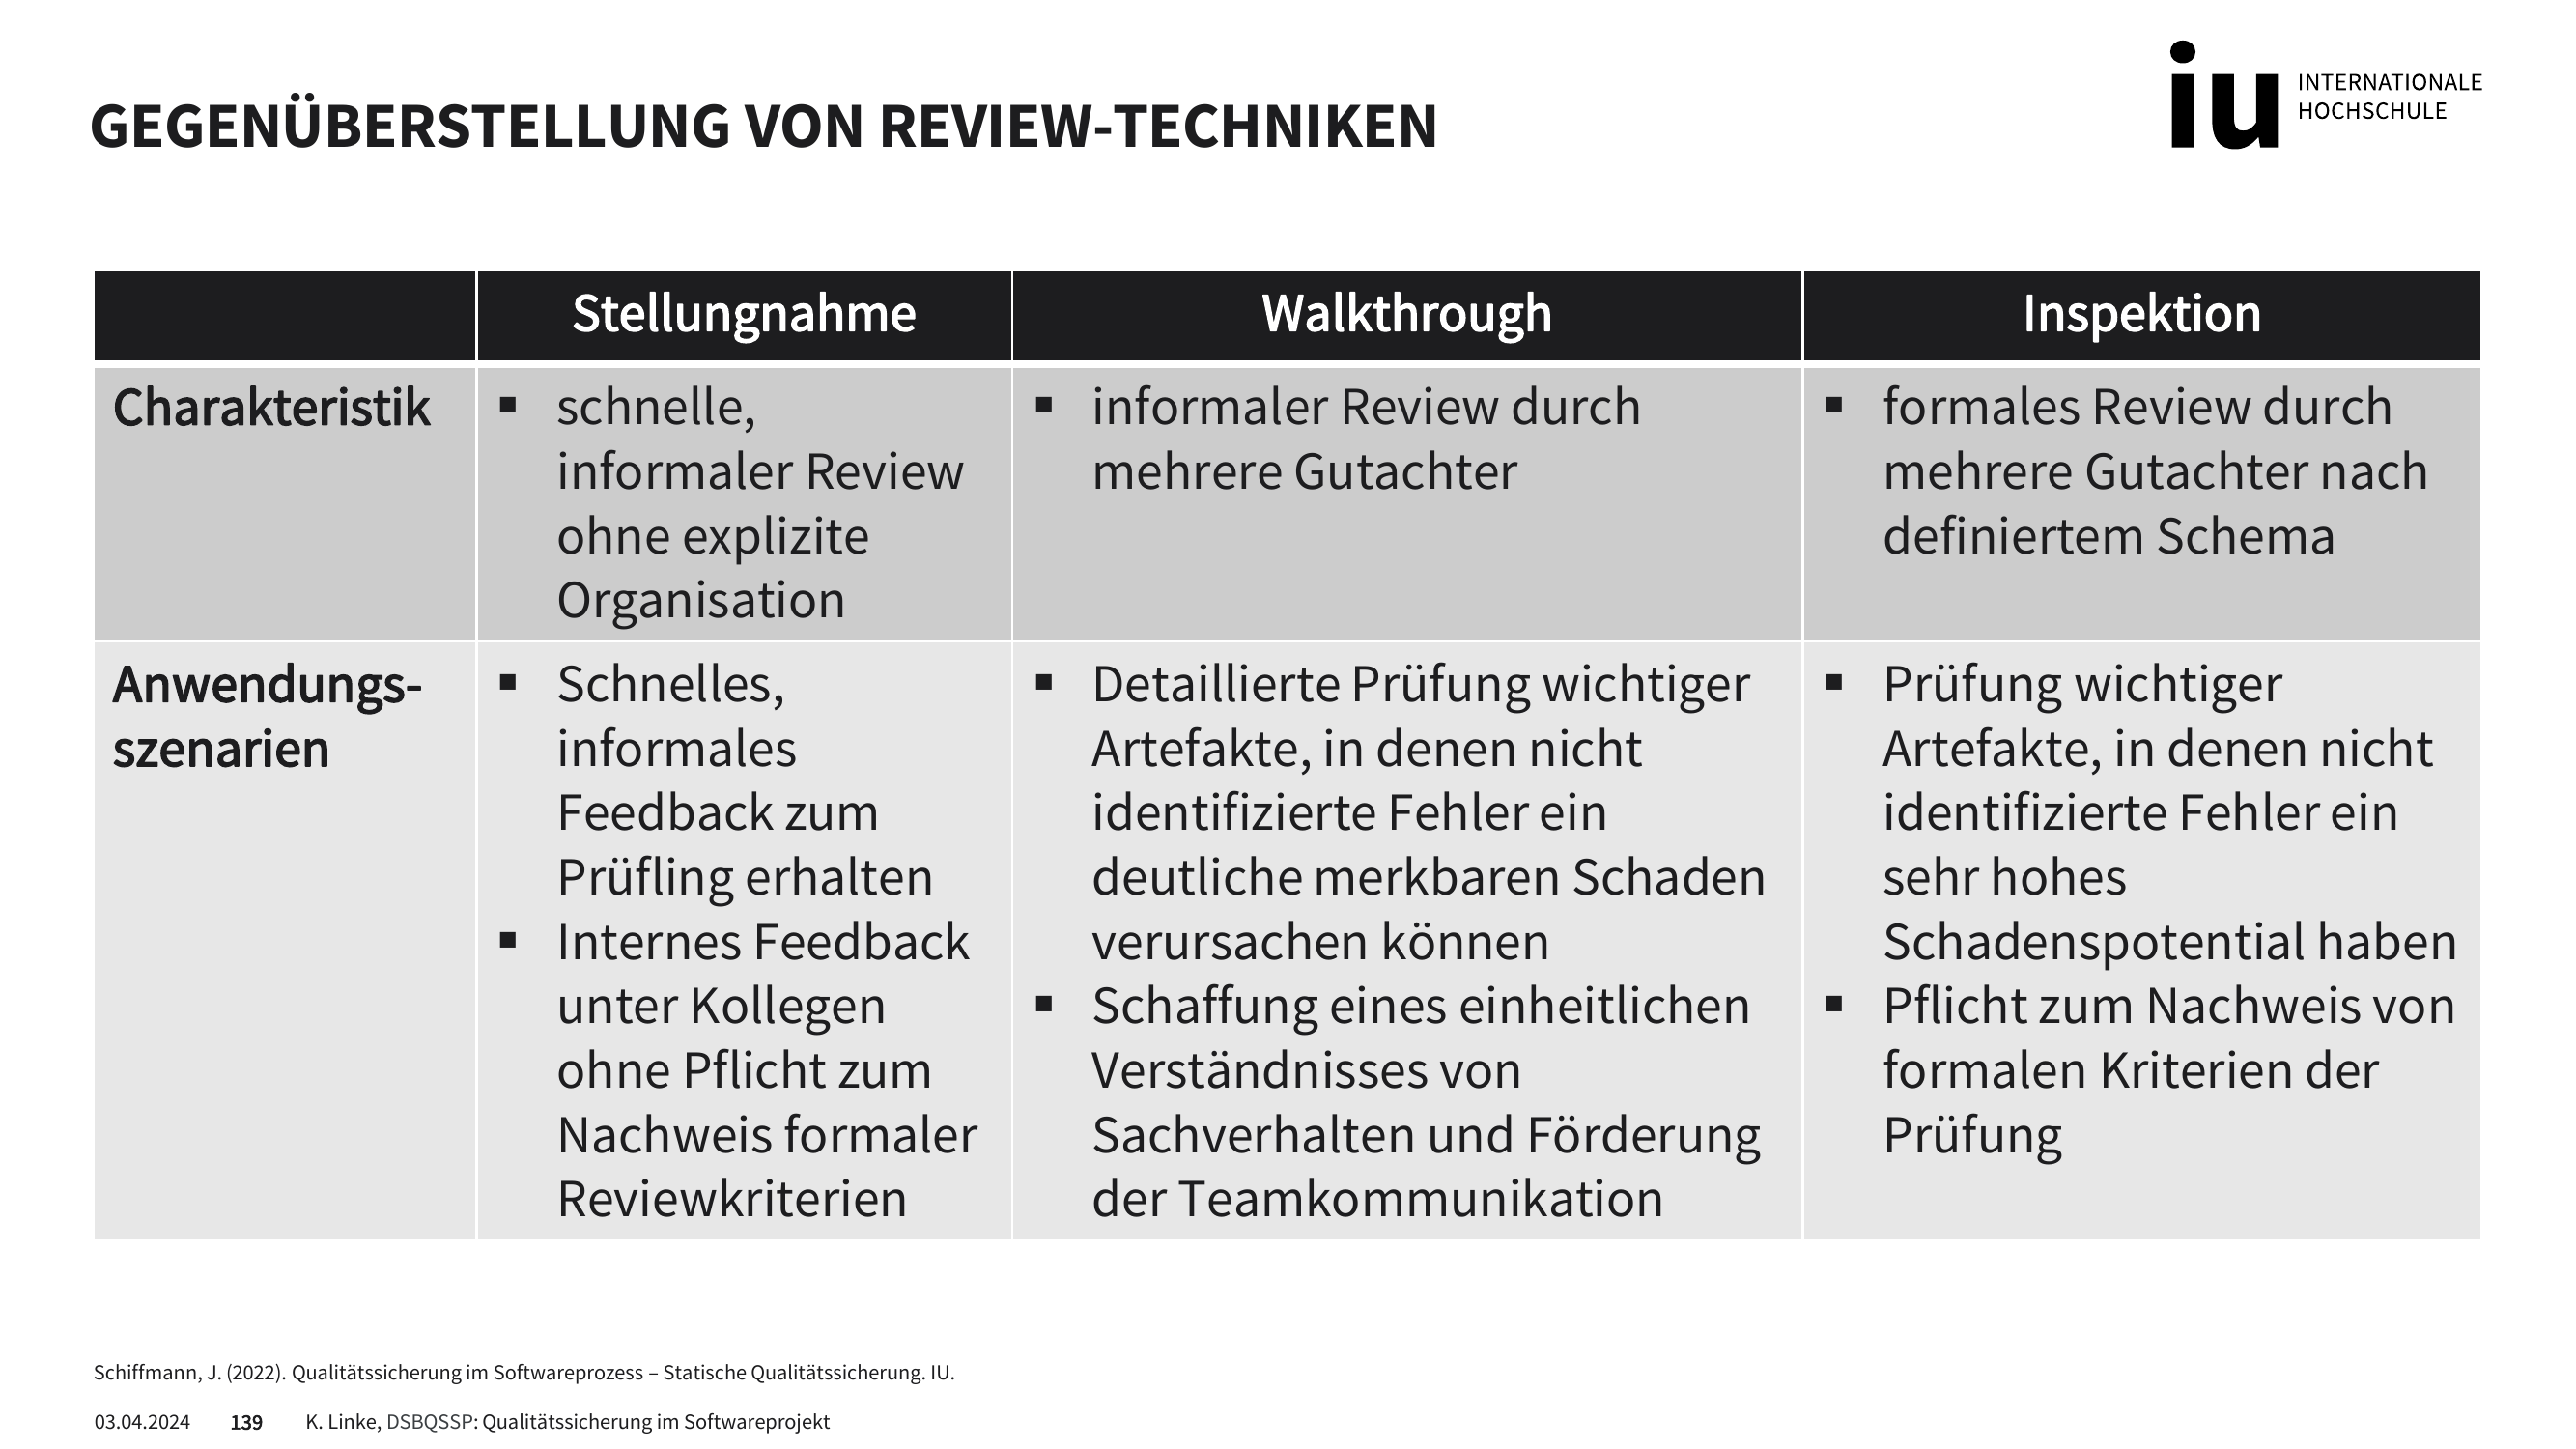 GEGENÜBERSTELLUNG VON REVIEW-TECHNIKEN
iu INTERNATIONALE
HOCHSCHULE
Stellungnahme
Walkthrough
Inspektion
Charakteristik
▪ schnelle,
informaler Review
ohne explizite
Organisation
▪ informaler Review durch
mehrere Gutachter
▪ formales Review durch
mehrere Gutachter nach
definiertem Schema
Anwendungs-
szenarien
▪ Schnelles,
informales
Feedback zum
Prüfling erhalten
▪ Internes Feedback
unter Kollegen
ohne Pflicht zum
Nachweis formaler
Reviewkriterien
▪ Detaillierte Prüfung wichtiger
Artefakte, in denen nicht
identifizierte Fehler ein
deutliche merkbaren Schaden
verursachen können
▪ Schaffung eines einheitlichen
Verständnisses von
Sachverhalten und Förderung
der Teamkommunikation
▪ Prüfung wichtiger
Artefakte, in denen nicht
identifizierte Fehler ein
sehr hohes
Schadenspotential haben
▪ Pflicht zum Nachweis von
formalen Kriterien der
Prüfung
Schiffmann, J. (2022). Qualitätssicherung im Softwareprozess – Statische Qualitätssicherung. IU.
03.04.2024 139 K. Linke, DSBQSSP: Qualitätssicherung im Softwareprojekt